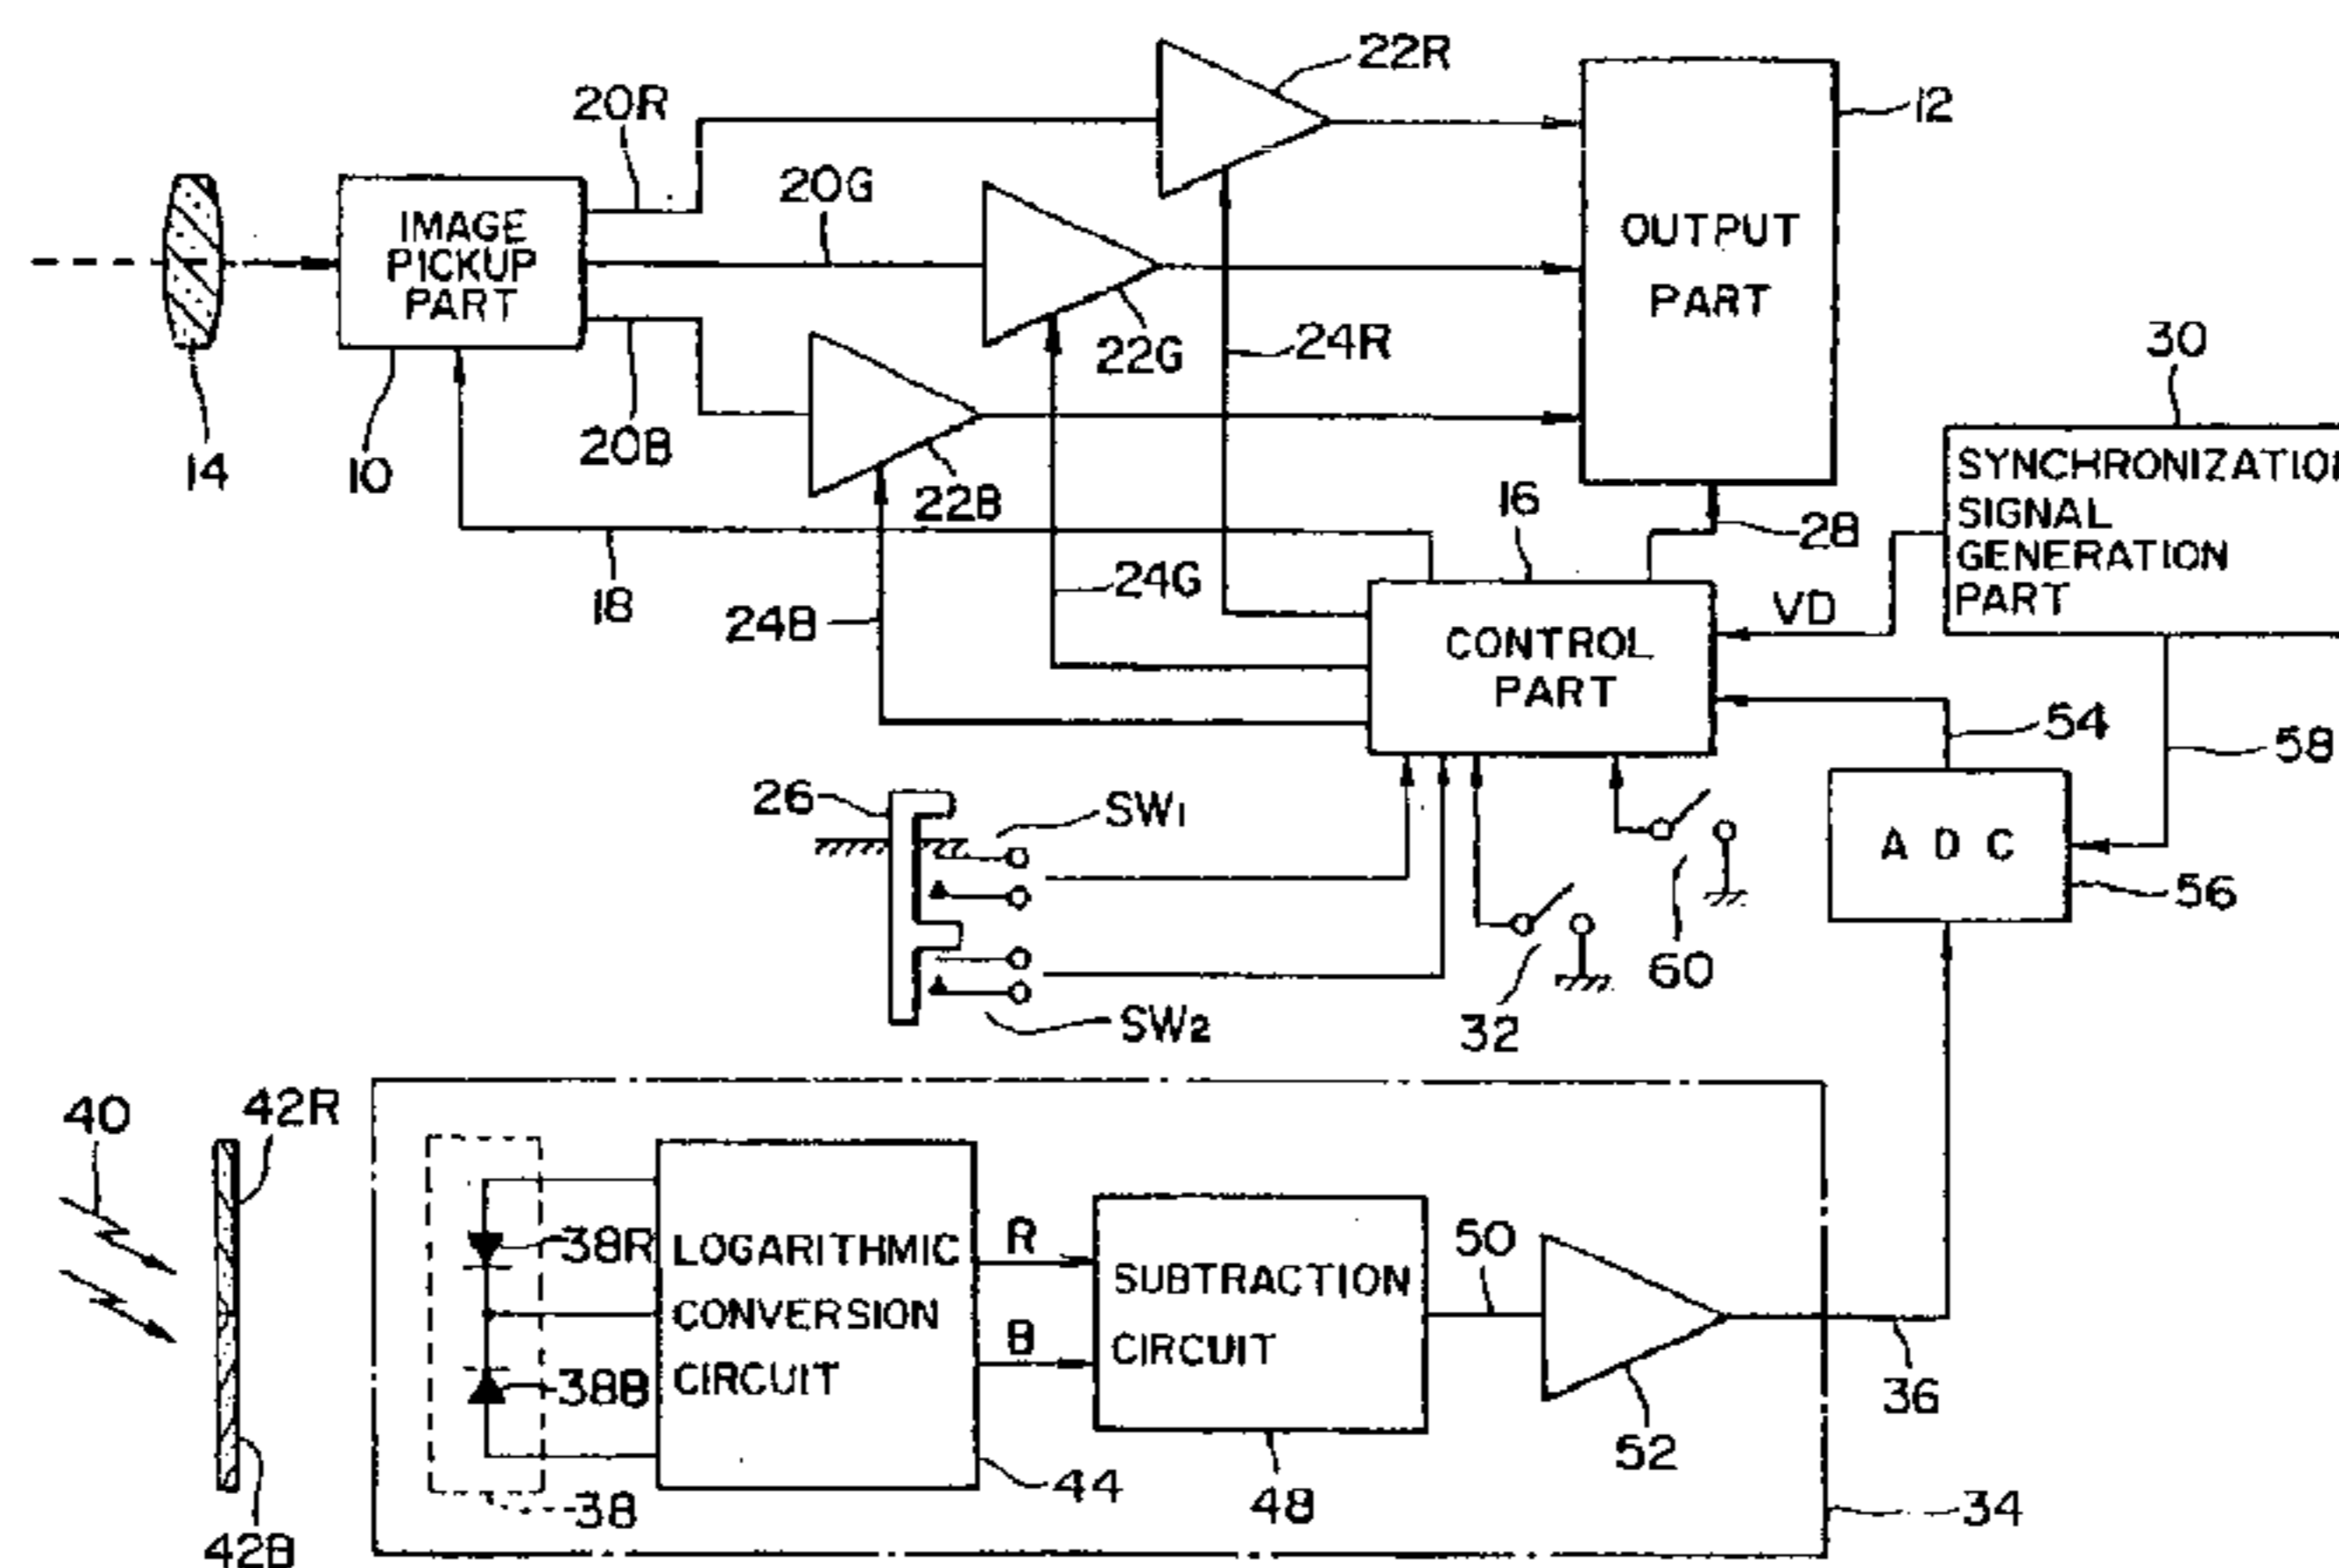 22R
20R
12
20G
IMAGE
PICKUP
PART
OUTPUT
PART
22G
24R
30
20B
14
10
22B
16
28
SYNCHRONIZATION
SIGNAL
GENERATION
PART
18
24G
24B
VD
CONTROL
PART
54
58
26
SW1
ADC
56
60
32
SW2
40
42R
38R
LOGARITHMIC
CONVERSION
CIRCUIT
R
B
SUBTRACTION
CIRCUIT
50
38B
36
52
44
48
38
34
42B